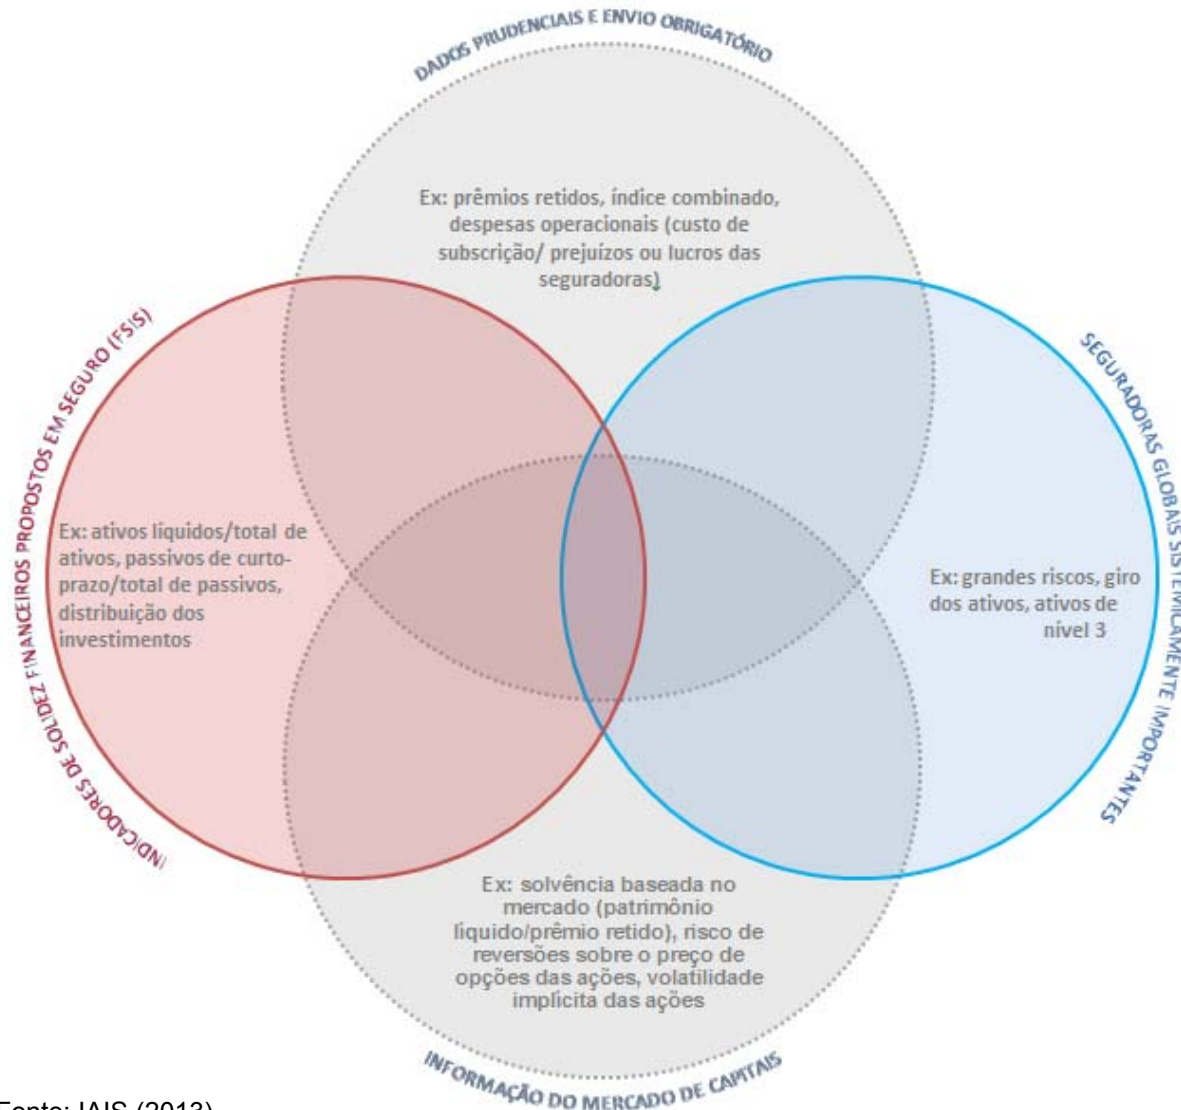 DADOS PRUDENCIAIS E ENVIO OBRIGATÓRIO
Ex: prêmios retidos, índice combinado,
despesas operacionais (custo de
subscrição/ prejuízos ou lucros das
seguradoras)
INDICADORES DE SOLIDEZ FINANCEIROS PROPOSTOS EM SEGURO (FSIS)
Ex: ativos líquidos/total de
ativos, passivos de curto-
prazo/total de passivos,
distribuição dos
investimentos
SEGURADORAS GLOBAIS SISTEMICAMENTE IMPORTANTES
Ex: grandes riscos, giro
dos ativos, ativos de
nível 3
Ex: solvência baseada no
mercado (patrimônio
líquido/prêmio retido), risco de
reversões sobre o preço de
opções das ações, volatilidade
implícita das ações
INFORMAÇÃO DO MERCADO DE CAPITAIS
Fonte: IAIS (2013)